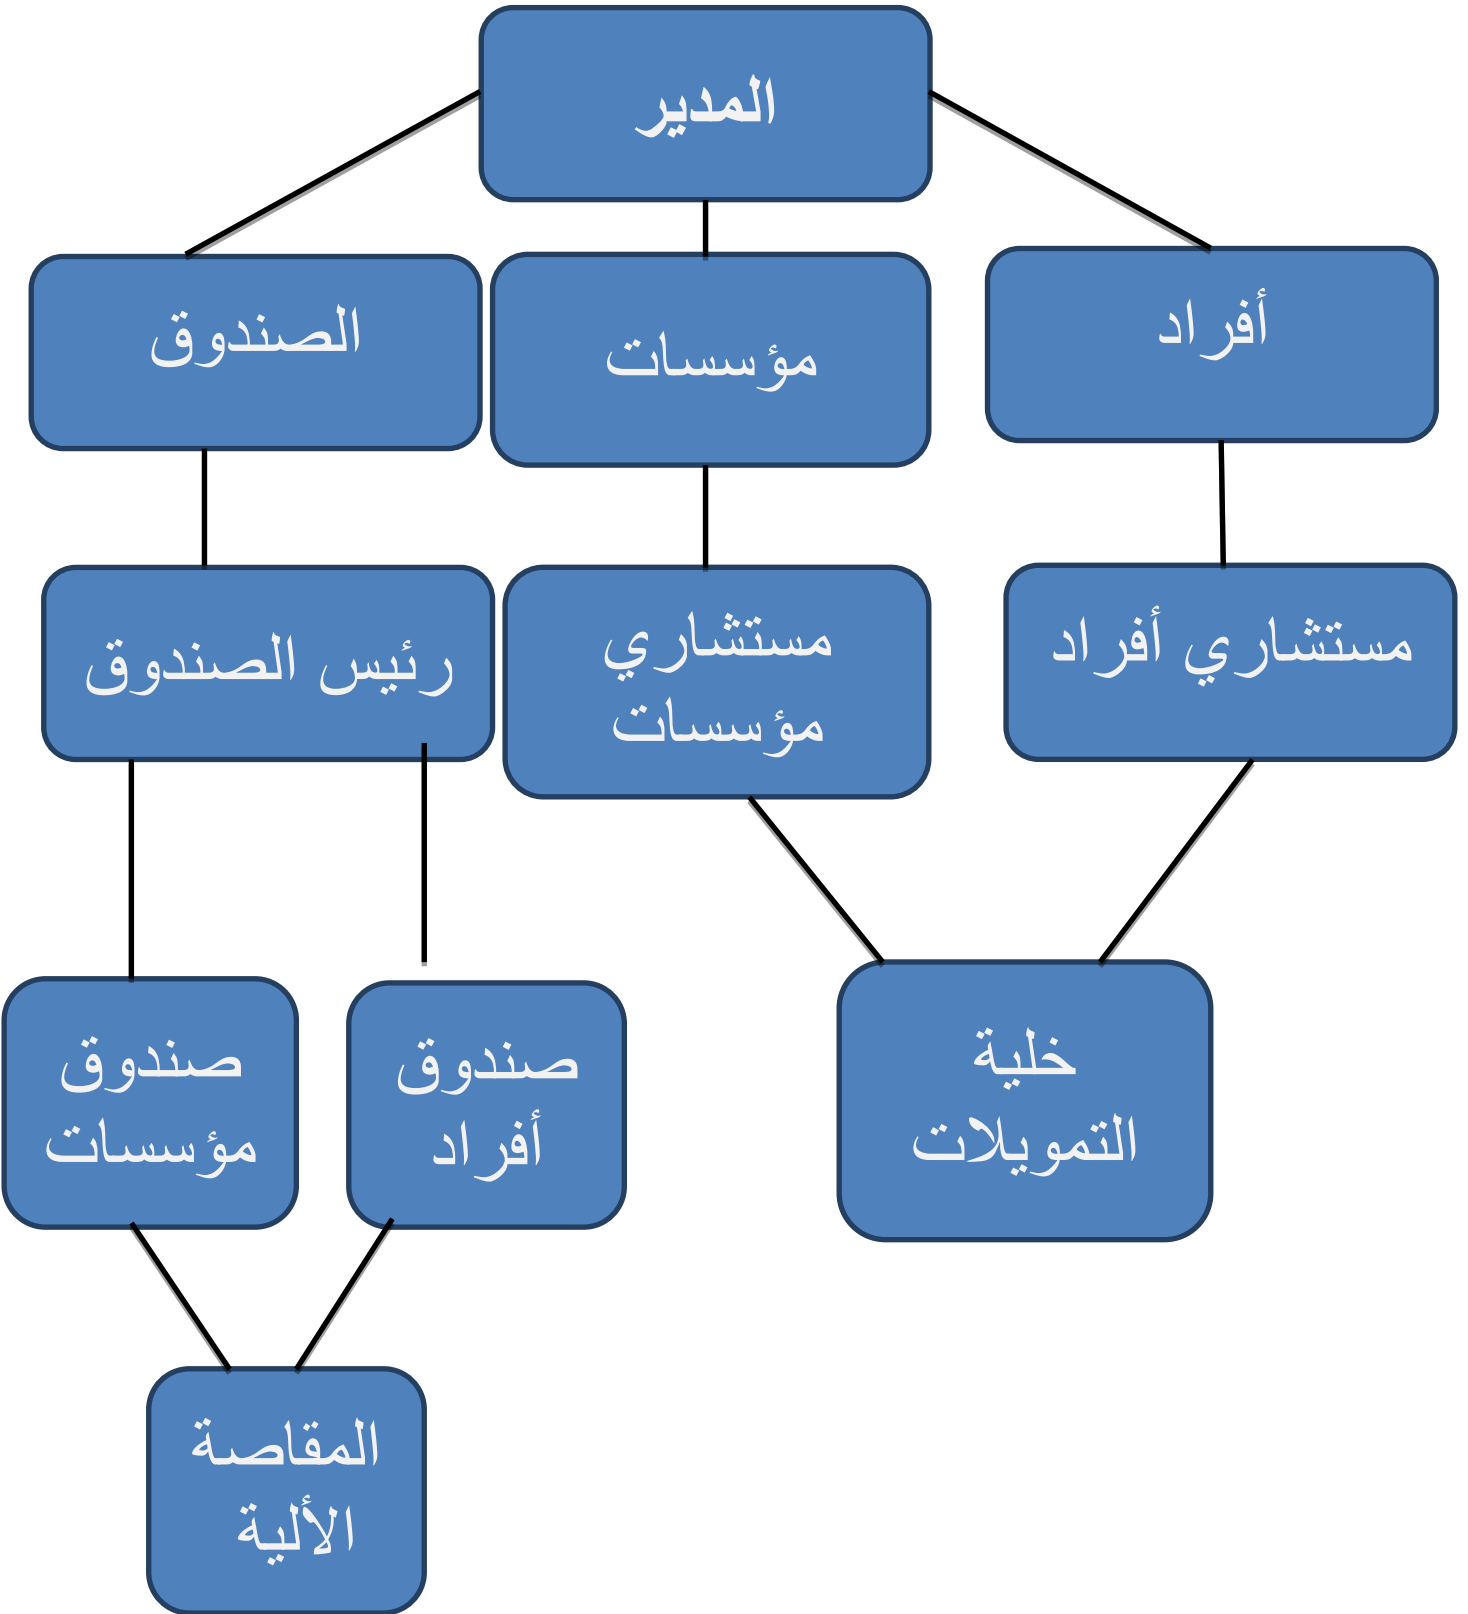 المدير
أفراد
مؤسسات
الصندوق
مستشاري أفراد
مستشاري
مؤسسات
رئيس الصندوق
خلية
التمويلات
صندوق
أفراد
صندوق
مؤسسات
المقاصة
الألية